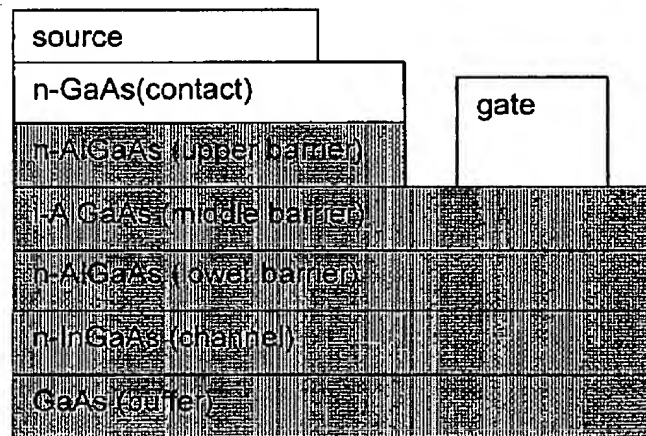 source
n-GaAs(contact)
gate
n-AlGaAs (upper barrier)
i-AlGaAs (middle barrier)
n-AlGaAs (lower barrier)
n-InGaAs (channel)
GaAs (buffer)